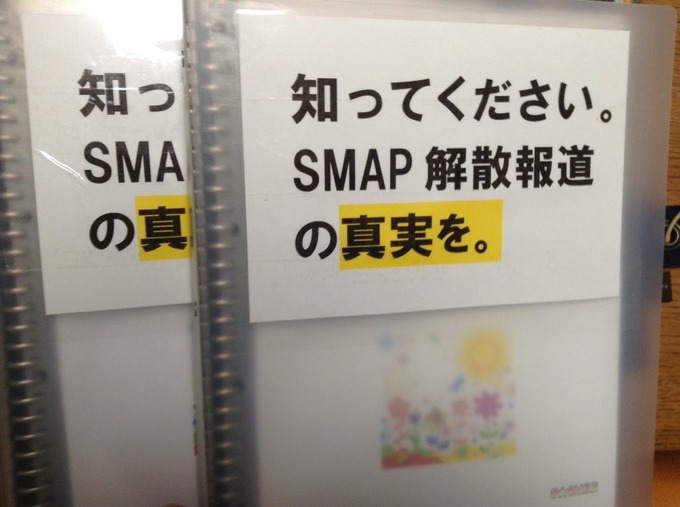 知っ
SMA
の真
知ってください。
SMAP 解散報道
の真実を。